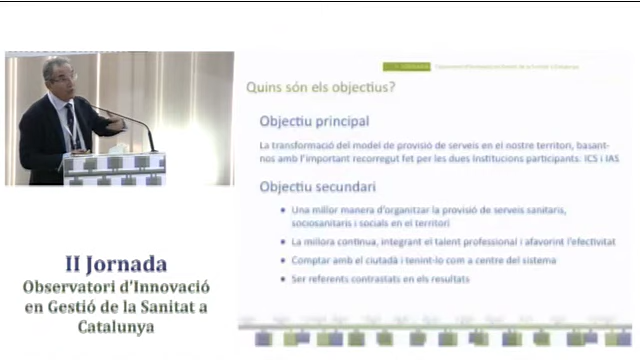 Quins són els objectius?
Objectiu principal
La transformació del model de provisió de serveis en el nostre territori, basant-
nos amb l'important recorregut fet per les dues institucions participants: ICS i IAS
Objectiu secundari
Una millor manera d'organitzar la provisió de serveis sanitaris,
sociosanitaris i socials en el territori
La millora contínua, integrant el talent professional i afavorint l'efectivitat
Comptar amb el ciutadà i tenint-lo com a centre del sistema
Ser referents contrastats en els resultats
II Jornada
Observatori d'Innovació
en Gestió de la Sanitat a
Catalunya